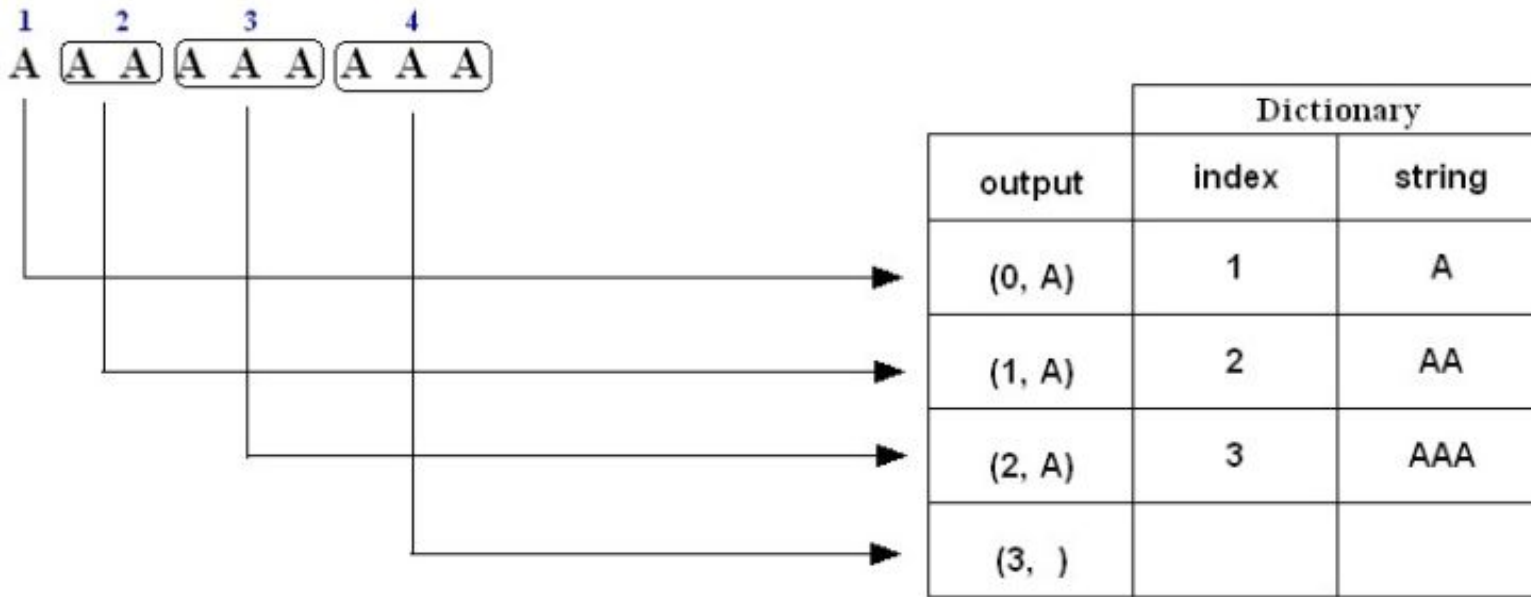 1 2 3 4
A A A A A A A A A
Dictionary
output index string
(0, A) 1 A
(1, A) 2 AA
(2, A) 3 AAA
(3, )